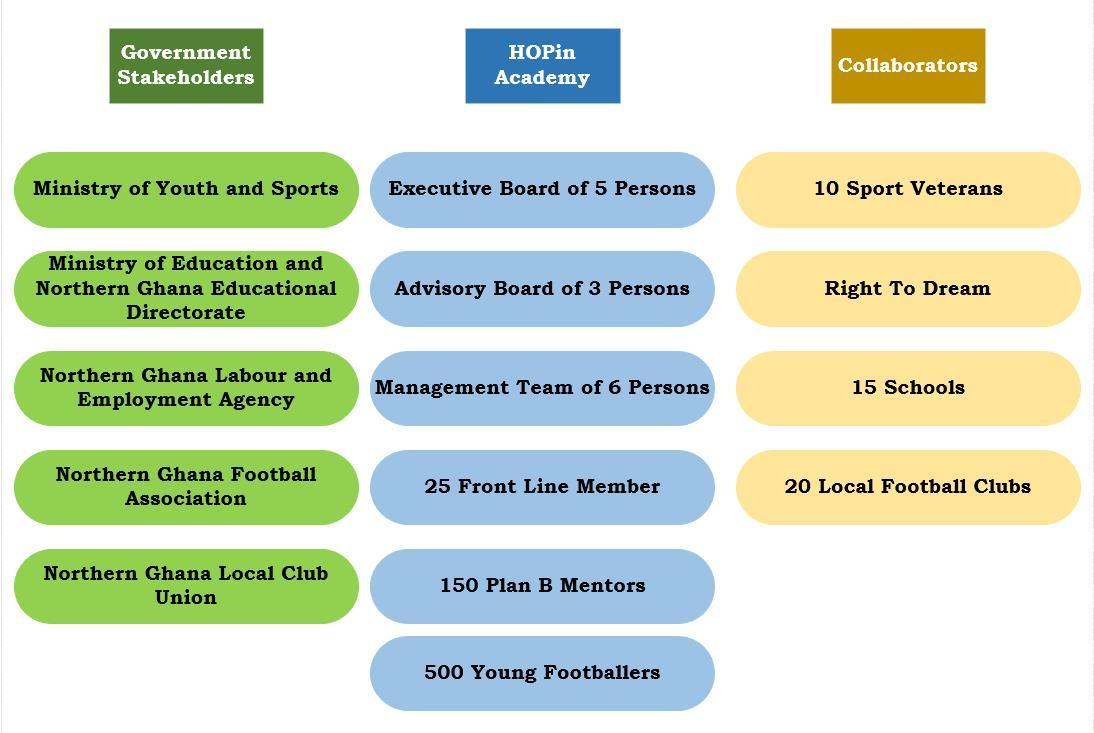 Government
Stakeholders
HOPin
Academy
Collaborators
Ministry of Youth and Sports
Executive Board of 5 Persons
10 Sport Veterans
Ministry of Education and
Northern Ghana Educational
Directorate
Advisory Board of 3 Persons
Right To Dream
Northern Ghana Labour and
Employment Agency
Management Team of 6 Persons
15 Schools
Northern Ghana Football
Association
25 Front Line Member
20 Local Football Clubs
Northern Ghana Local Club
Union
150 Plan B Mentors
500 Young Footballers